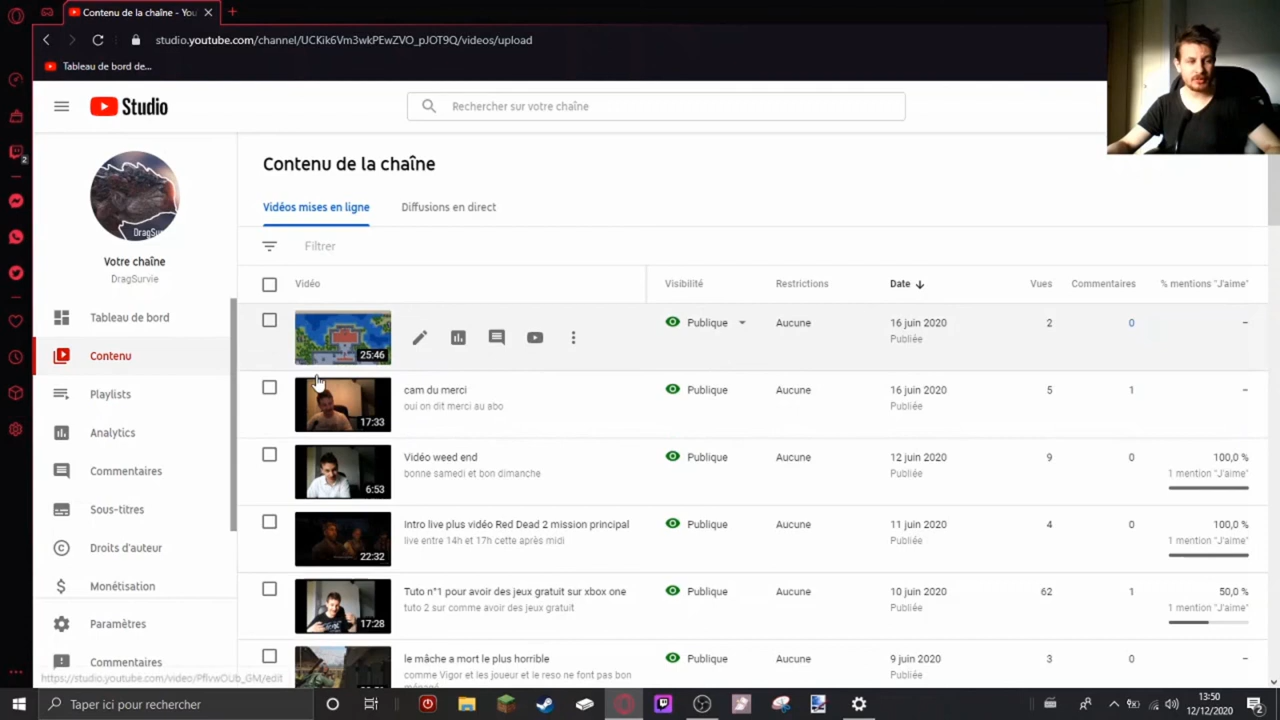 Contenu de la chaîne - You
studio.youtube.com/channel/UCKik6Vm3wkPEwZVO_pJOT9Q/videos/upload
Tableau de bord de...
Studio
Rechercher sur votre chaîne
DragSur
Votre chaîne
DragSurvie
Tableau de bord
Contenu
Playlists
Analytics
Commentaires
Sous-titres
Droits d'auteur
Monétisation
Paramètres
Commentaires
https://studio.youtube.com/video/PflvwOUb_GM/edit
2
Contenu de la chaîne
Vidéos mises en ligne Diffusions en direct
Filtrer
Vidéo Visibilité Restrictions Date Vues Commentaires % mentions "J'aime"
25:46 Publique Aucune 16 juin 2020 2 0 –
Publiée
17:33 cam du merci Publique Aucune 16 juin 2020 5 1 –
oui on dit merci au abo Publiée
6:53 Vidéo weed end Publique Aucune 12 juin 2020 9 0 100,0 %
bonne samedi et bon dimanche Publiée 1 mention "J'aime"
22:32 Intro live plus vidéo Red Dead 2 mission principal Publique Aucune 11 juin 2020 4 0 100,0 %
live entre 14h et 17h cette après midi Publiée 1 mention "J'aime"
17:28 Tuto n°1 pour avoir des jeux gratuit sur xbox one Publique Aucune 10 juin 2020 62 1 50,0 %
tuto 2 sur comme avoir des jeux gratuit Publiée 1 mention "J'aime"
le mâche a mort le plus horrible Publique Aucune 9 juin 2020 3 0
comme Vigor et les joueur et le reso ne font pas bon Publiée
Taper ici pour rechercher
13:50
12/12/2020
2